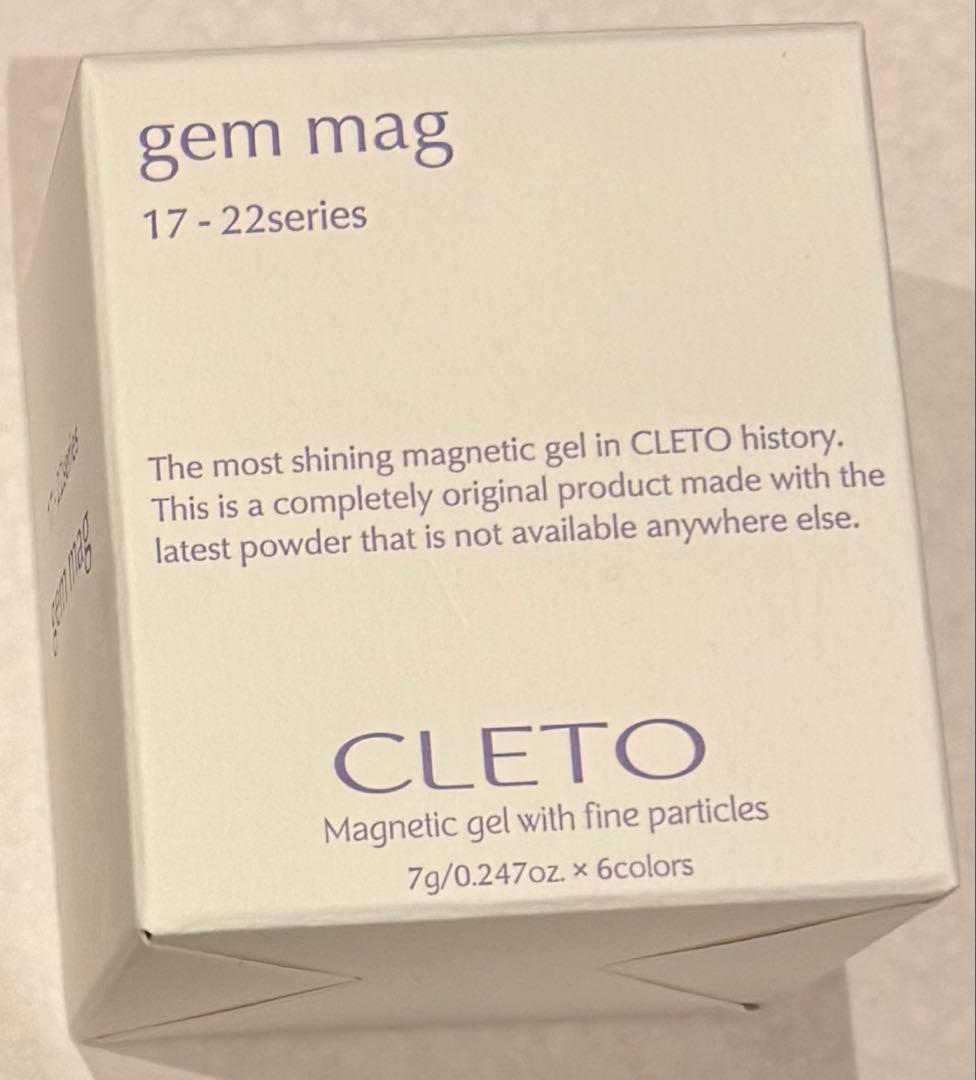 gem mag
17 - 22series
The most shining magnetic gel in CLETO history.
This is a completely original product made with the
latest powder that is not available anywhere else.
CLETO
Magnetic gel with fine particles
7g/0.247oz. × 6colors
gem mag